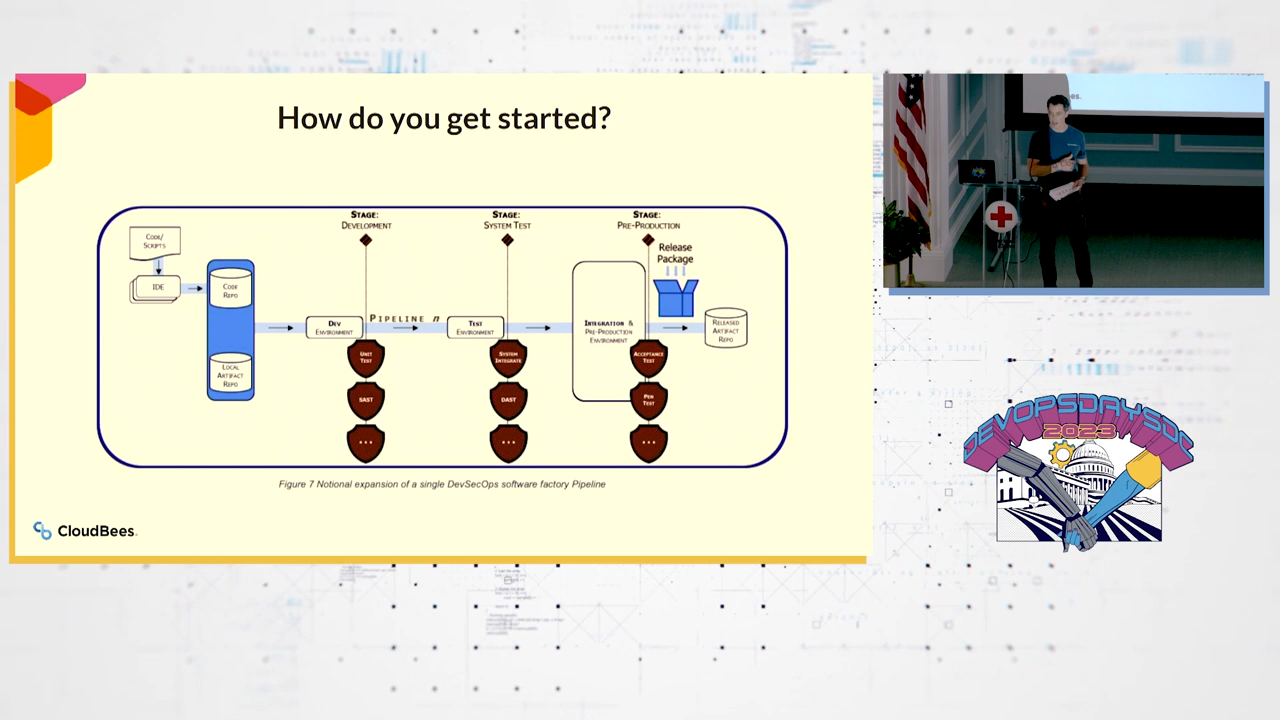 How do you get started?
STAGE:
DEVELOPMENT
STAGE:
SYSTEM TEST
STAGE:
PRE-PRODUCTION
CODE/
SCRIPTS
IDE
CODE
REPO
LOCAL
ARTIFACT
REPO
DEV
ENVIRONMENT
PIPELINE n
TEST
ENVIRONMENT
INTEGRATION &
PRE-PRODUCTION
ENVIRONMENT
Release
Package
RELEASED
ARTIFACT
REPO
UNIT
TEST
SAST
...
SYSTEM
INTEGRATE
DAST
...
ACCEPTANCE
TEST
PEN
TEST
...
Figure 7 Notional expansion of a single DevSecOps software factory Pipeline
CloudBees.
DEVOPSDAYSDC
2023